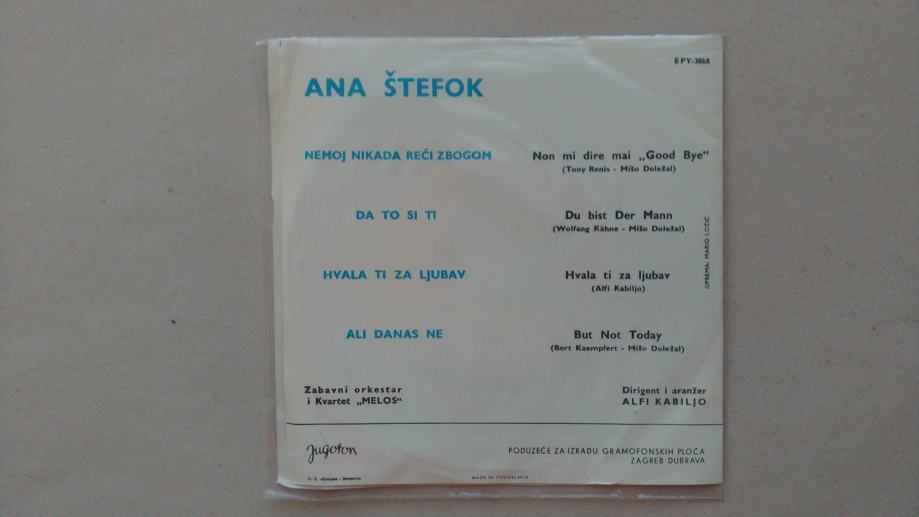 EPY-3868
ANA ŠTEFOK
NEMOJ NIKADA REĆI ZBOGOM
Non mi dire mai „Good Bye“
(Tony Renis - Mišo Doležal)
DA TO SI TI
Du bist Der Mann
(Wolfgang Kähne - Mišo Doležal)
HVALA TI ZA LJUBAV
Hvala ti za ljubav
(Alfi Kabiljo)
ALI DANAS NE
But Not Today
(Bert Kaempfert - Mišo Doležal)
OPREMA: MARIO LOZIĆ
Zabavni orkestar
i Kvartet „MELOS“
Dirigent i aranžer
ALFI KABILJO
Jugoton
PODUZEĆE ZA IZRADU GRAMOFONSKIH PLOČA
ZAGREB DUBRAVA
MADE IN YUGOSLAVIA